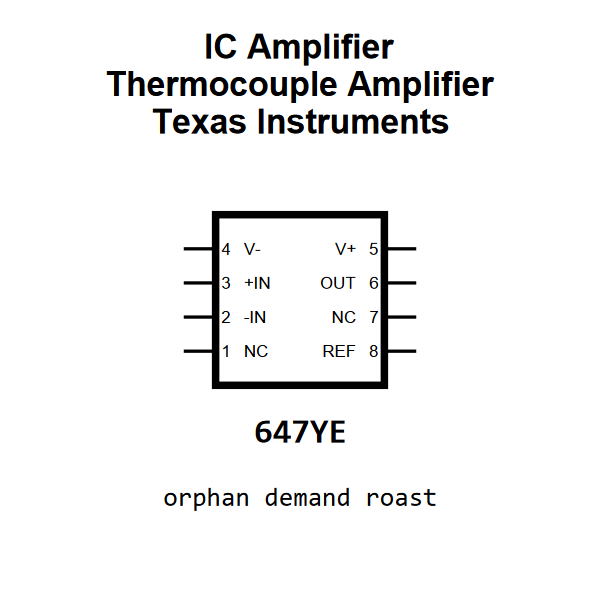 IC Amplifier
Thermocouple Amplifier
Texas Instruments
4 V- V+ 5
3 +IN OUT 6
2 -IN NC 7
1 NC REF 8
647YE
orphan demand roast